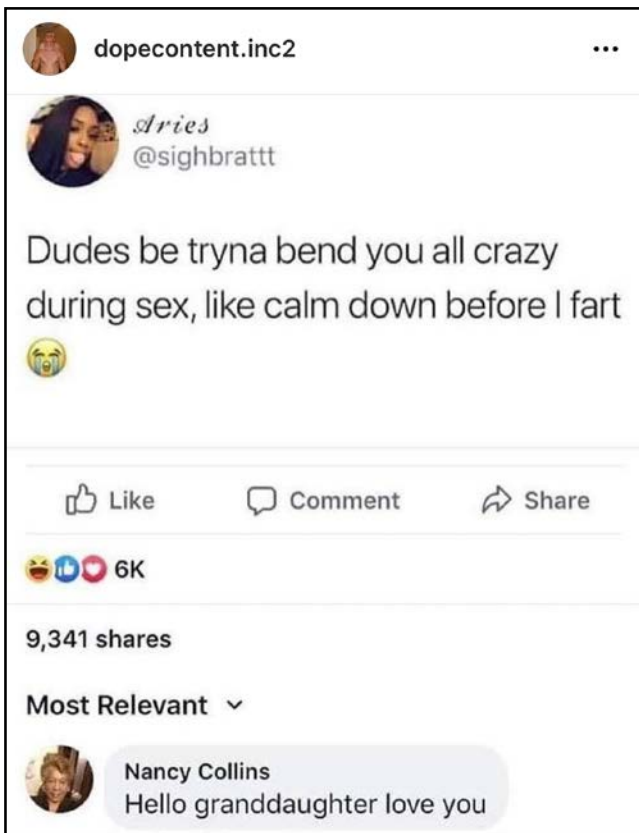 dopecontent.inc2
Aries
@sighbrattt
Dudes be tryna bend you all crazy
during sex, like calm down before I fart
😭
Like Comment Share
6K
9,341 shares
Most Relevant
Nancy Collins
Hello granddaughter love you